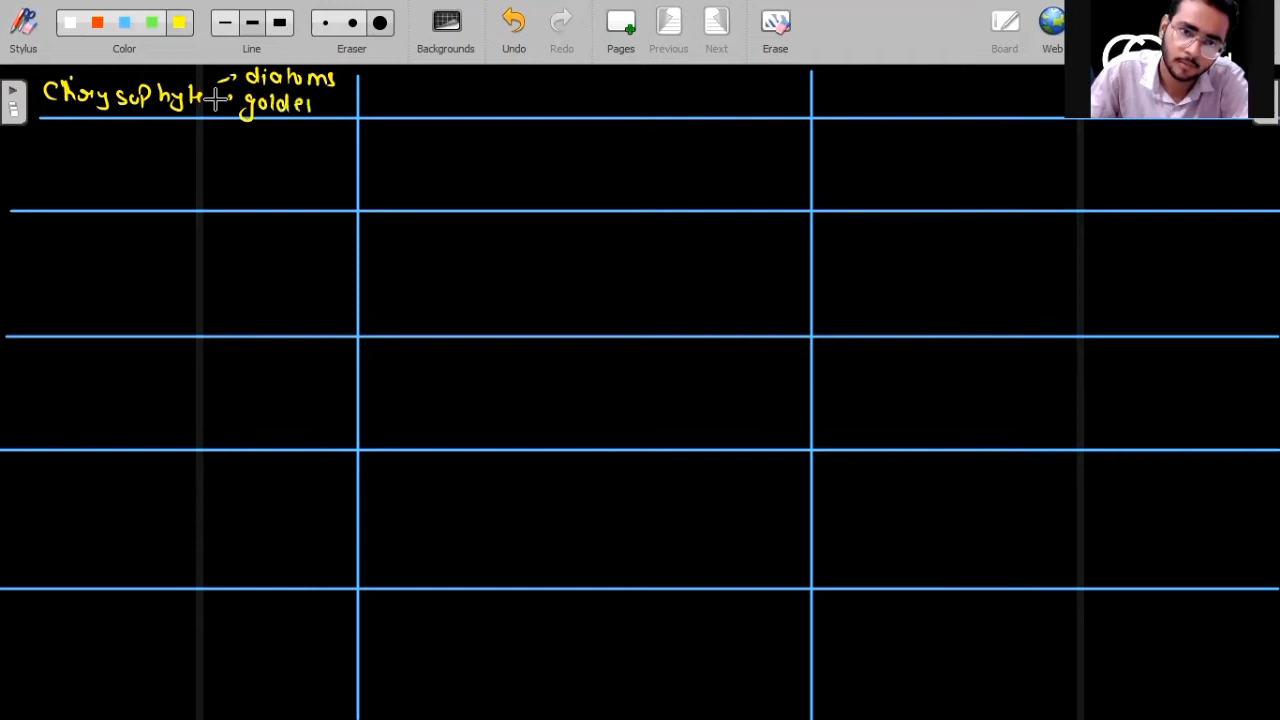 Stylus Color Line Eraser Backgrounds Undo Redo Pages Previous Next Erase Board Web
diatoms
Chrysophyte
golden